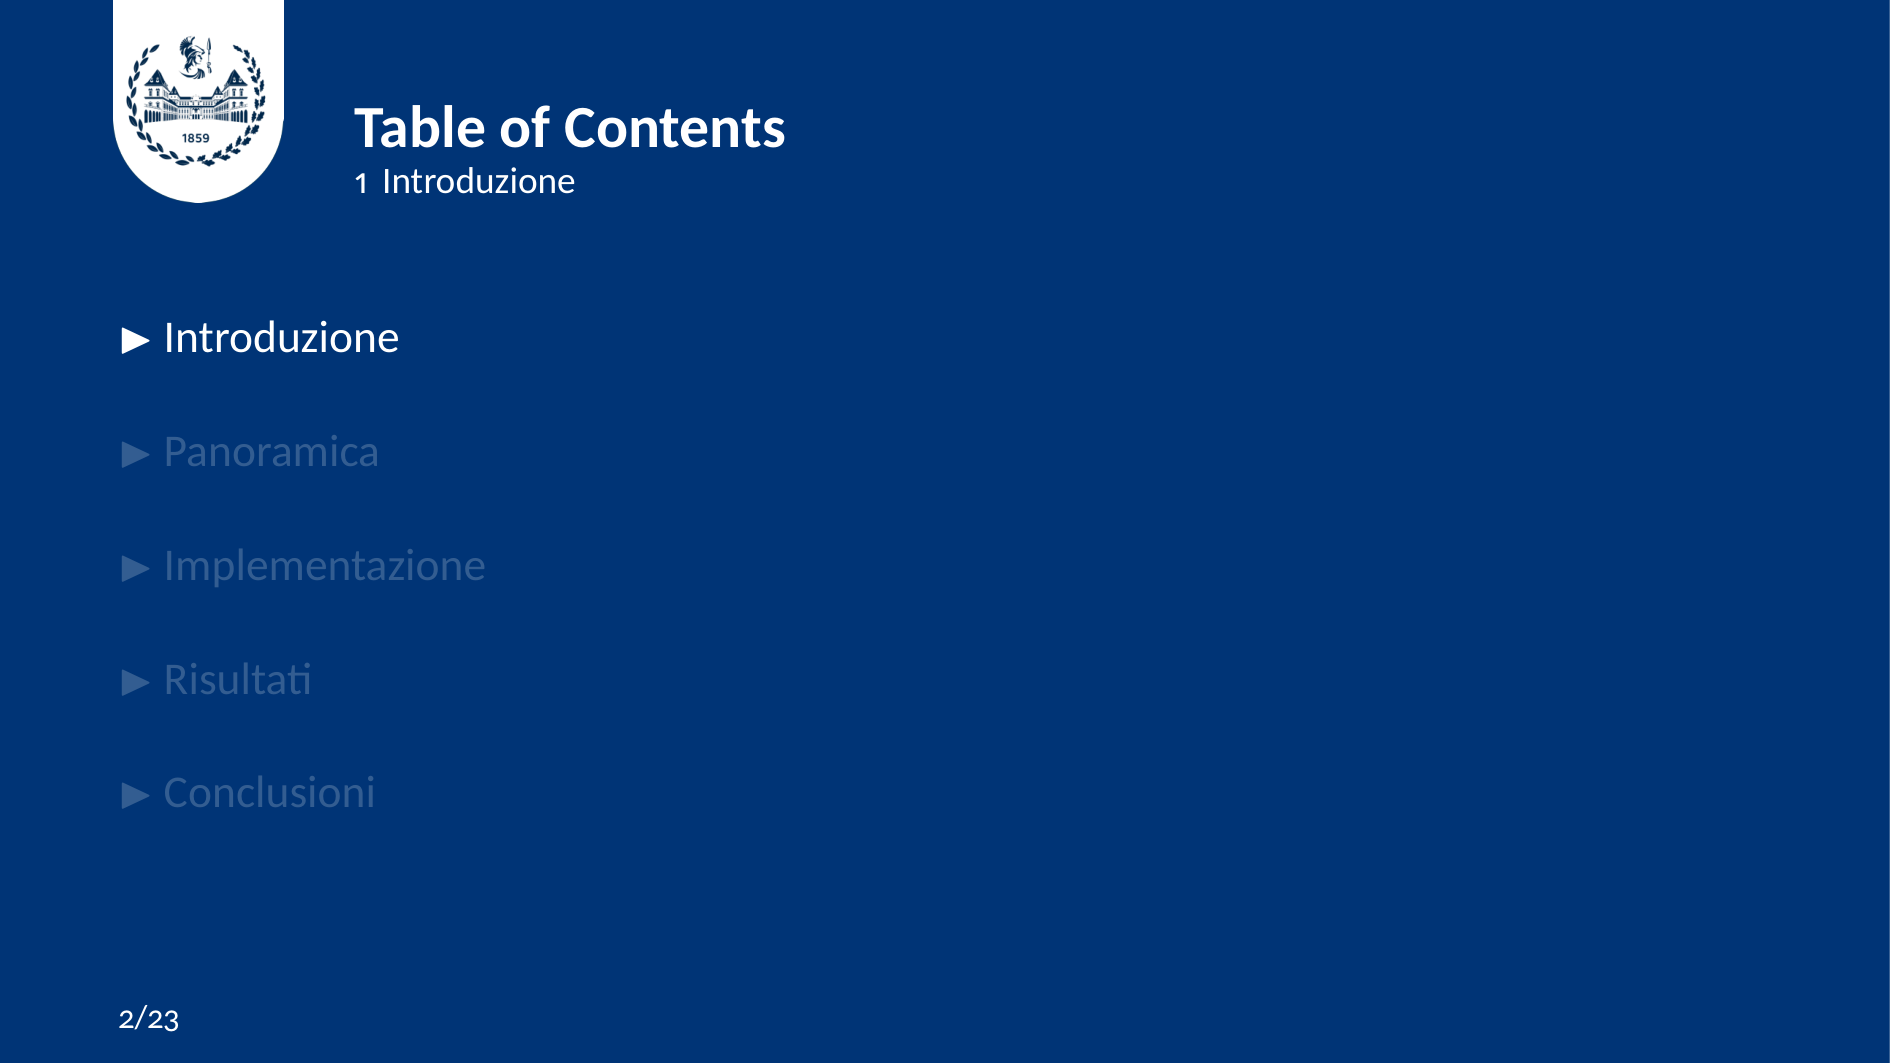 1859
Table of Contents
1 Introduzione
▶ Introduzione
▶ Panoramica
▶ Implementazione
▶ Risultati
▶ Conclusioni
2/23